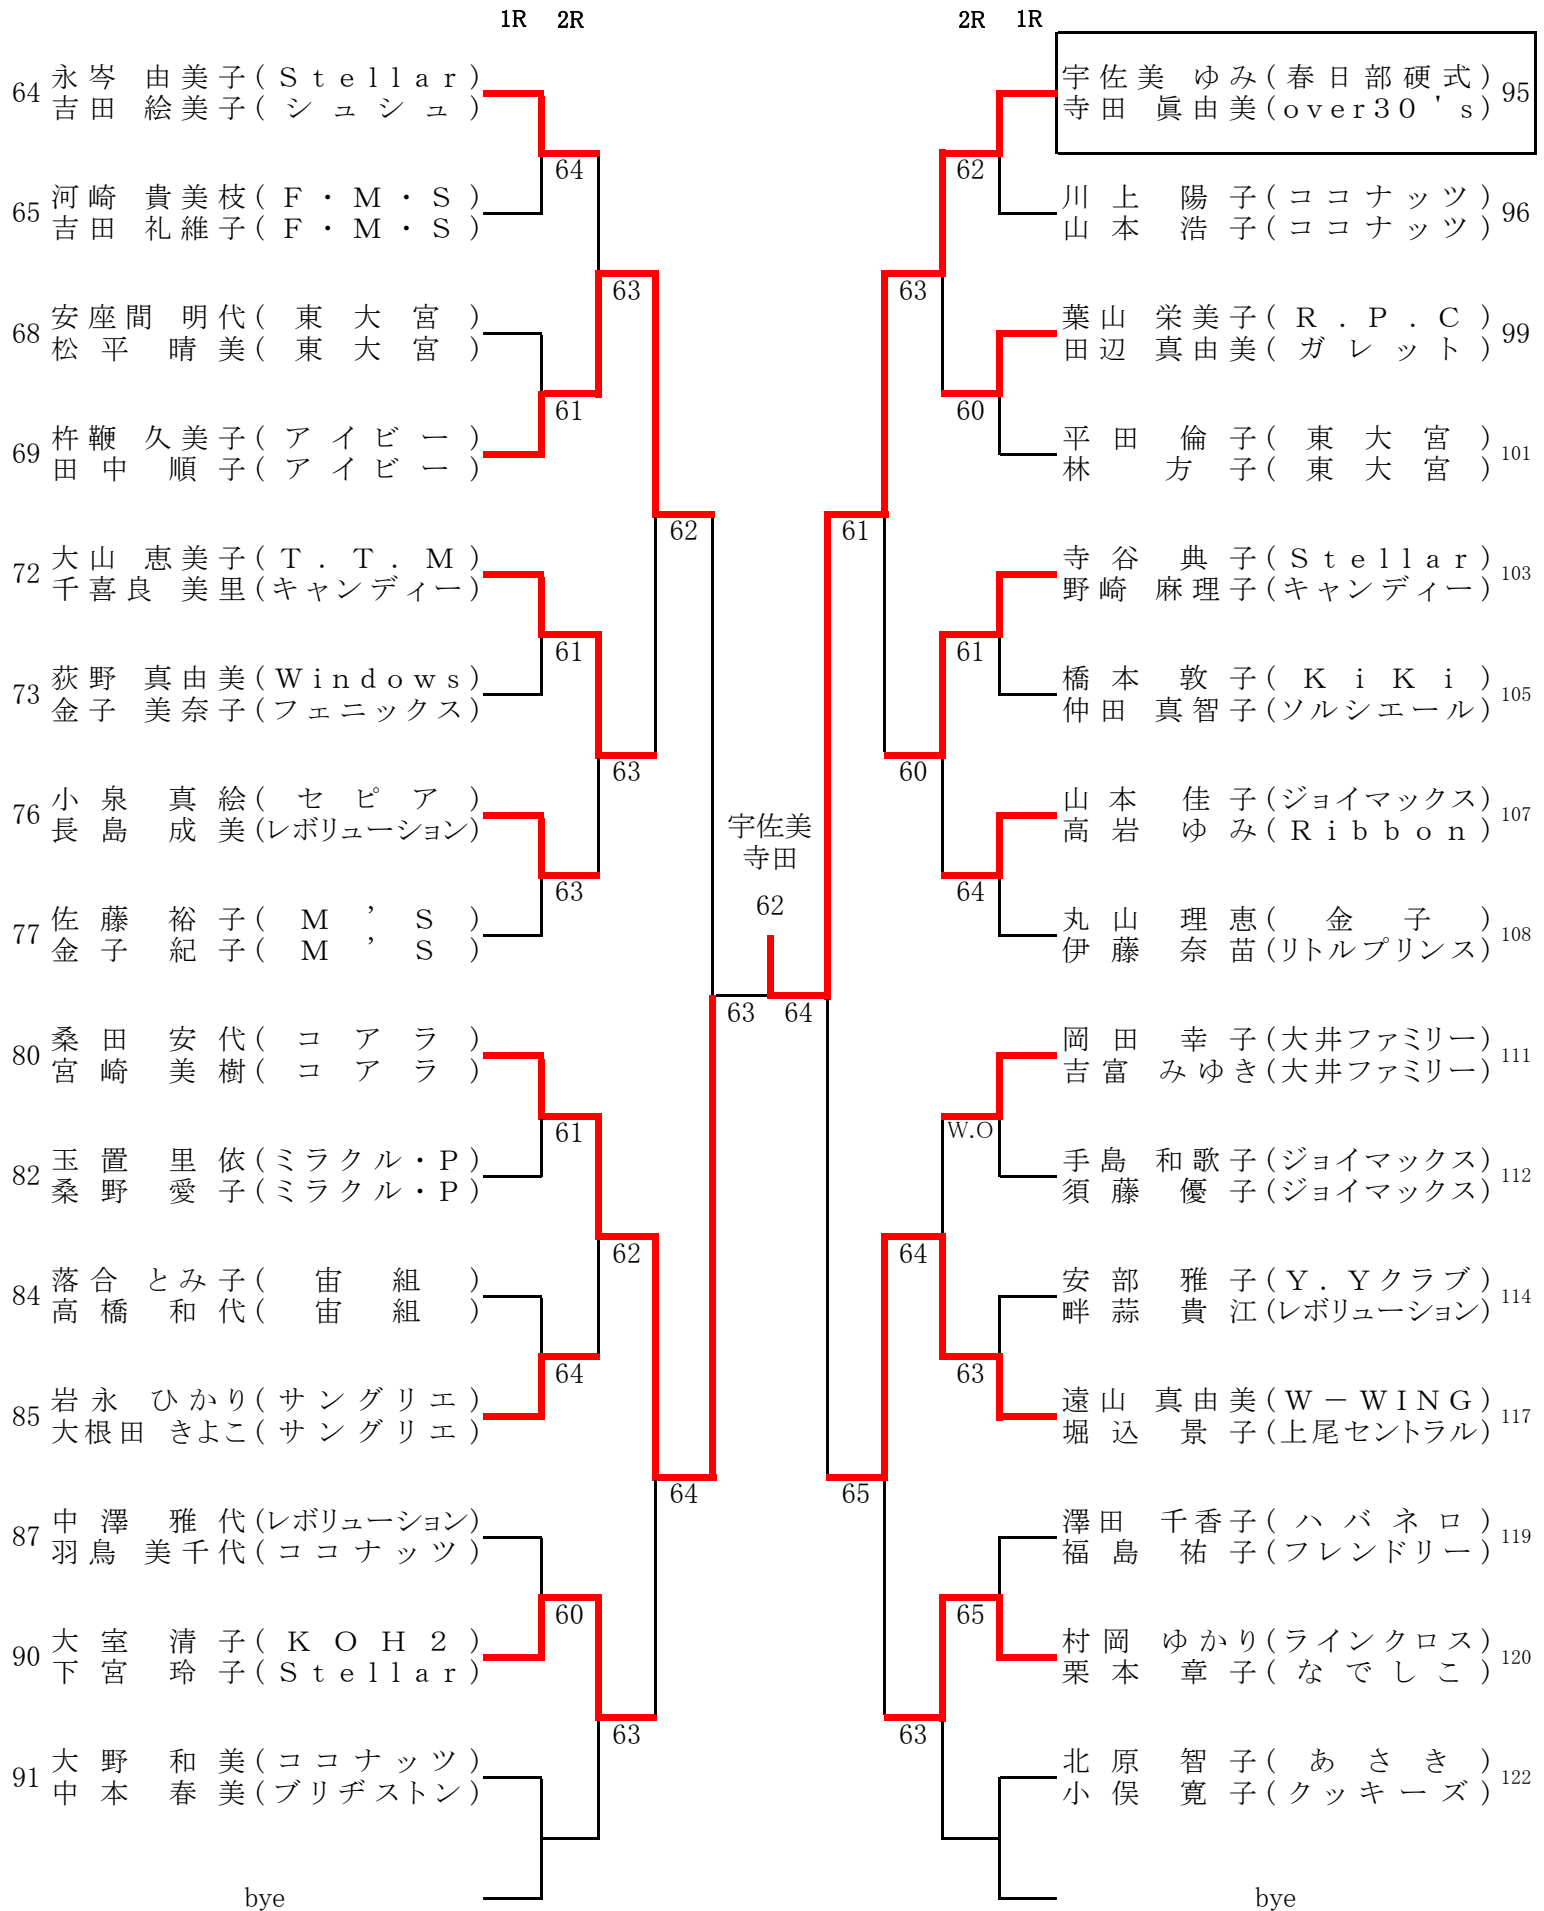 1R 2R
2R 1R
64 永岑 由美子(Stellar)
吉田 絵美子(シュシュ)
64
65 河崎 貴美枝(F・M・S)
吉田 礼維子(F・M・S)
63
68 安座間 明代(東大宮)
松平 晴美(東大宮)
61
69 杵鞭 久美子(アイビー)
田中 順子(アイビー)
62
72 大山 恵美子(T.T.M)
千喜良 美里(キャンディー)
61
73 荻野 真由美(Windows)
金子 美奈子(フェニックス)
63
76 小泉 真絵(セピア)
長島 成美(レボリューション)
63
77 佐藤 裕子(M’S)
金子 紀子(M’S)
63
80 桑田 安代(コアラ)
宮崎 美樹(コアラ)
61
82 玉置 里依(ミラクル・P)
桑野 愛子(ミラクル・P)
62
84 落合 とみ子(宙組)
高橋 和代(宙組)
64
85 岩永 ひかり(サングリエ)
大根田 きよこ(サングリエ)
64
87 中澤 雅代(レボリューション)
羽鳥 美千代(ココナッツ)
60
90 大室 清子(KOH2)
下宮 玲子(Stellar)
63
91 大野 和美(ココナッツ)
中本 春美(ブリヂストン)
bye
宇佐美
寺田
62
宇佐美 ゆみ(春日部硬式) 95
寺田 眞由美(over30's)
62
川上 陽子(ココナッツ) 96
山本 浩子(ココナッツ)
63
葉山 栄美子(R.P.C) 99
田辺 真由美(ガレット)
60
平田 倫子(東大宮) 101
林 方子(東大宮)
61
寺谷 典子(Stellar) 103
野崎 麻理子(キャンディー)
61
橋本 敦子(KiKi) 105
仲田 真智子(ソルシエール)
60
山本 佳子(ジョイマックス) 107
高岩 ゆみ(Ribbon)
64
丸山 理恵(金子) 108
伊藤 奈苗(リトルプリンス)
64
岡田 幸子(大井ファミリー) 111
吉富 みゆき(大井ファミリー)
W.O
手島 和歌子(ジョイマックス) 112
須藤 優子(ジョイマックス)
64
安部 雅子(Y.Yクラブ) 114
畔蒜 貴江(レボリューション)
63
遠山 真由美(W－WING) 117
堀込 景子(上尾セントラル)
65
澤田 千香子(ハバネロ) 119
福島 祐子(フレンドリー)
65
村岡 ゆかり(ラインクロス) 120
栗本 章子(なでしこ)
63
北原 智子(あさき) 122
小俣 寛子(クッキーズ)
bye